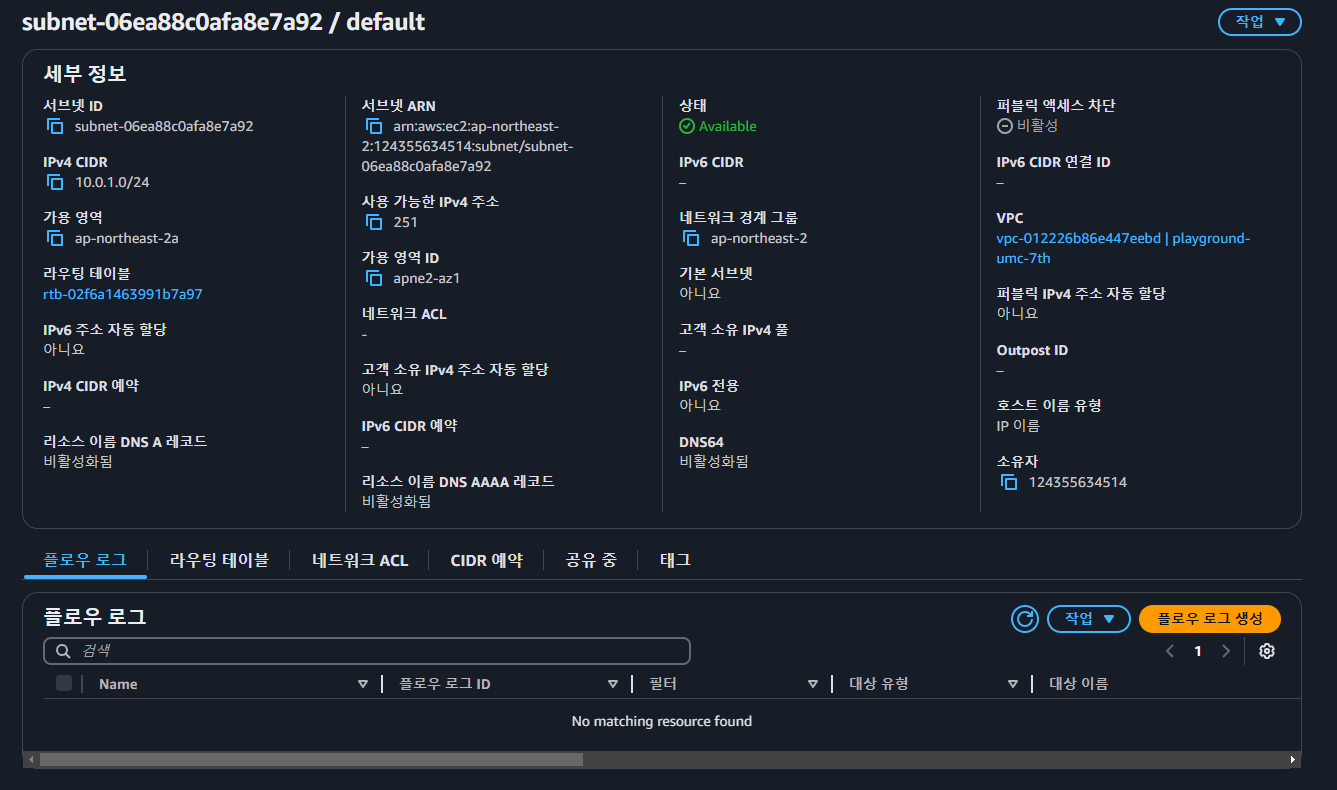 subnet-06ea88c0afa8e7a92 / default
작업
세부 정보
서브넷 ID
subnet-06ea88c0afa8e7a92
IPv4 CIDR
10.0.1.0/24
가용 영역
ap-northeast-2a
라우팅 테이블
rtb-02f6a1463991b7a97
IPv6 주소 자동 할당
아니요
IPv4 CIDR 예약
–
리소스 이름 DNS A 레코드
비활성화됨
서브넷 ARN
arn:aws:ec2:ap-northeast-
2:124355634514:subnet/subnet-
06ea88c0afa8e7a92
사용 가능한 IPv4 주소
251
가용 영역 ID
apne2-az1
네트워크 ACL
-
고객 소유 IPv4 주소 자동 할당
아니요
IPv6 CIDR 예약
–
리소스 이름 DNS AAAA 레코드
비활성화됨
상태
Available
IPv6 CIDR
–
네트워크 경계 그룹
ap-northeast-2
기본 서브넷
아니요
고객 소유 IPv4 풀
–
IPv6 전용
아니요
DNS64
비활성화됨
퍼블릭 액세스 차단
비활성
IPv6 CIDR 연결 ID
–
VPC
vpc-012226b86e447eebd | playground-
umc-7th
퍼블릭 IPv4 주소 자동 할당
아니요
Outpost ID
–
호스트 이름 유형
IP 이름
소유자
124355634514
플로우 로그 라우팅 테이블 네트워크 ACL CIDR 예약 공유 중 태그
플로우 로그
작업
플로우 로그 생성
검색
1
Name 플로우 로그 ID 필터 대상 유형 대상 이름
No matching resource found